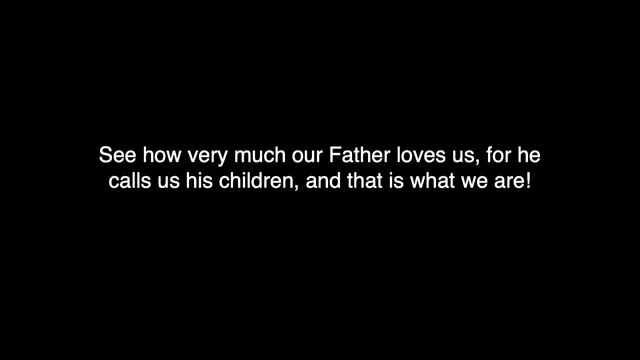 See how very much our Father loves us, for he
calls us his children, and that is what we are!